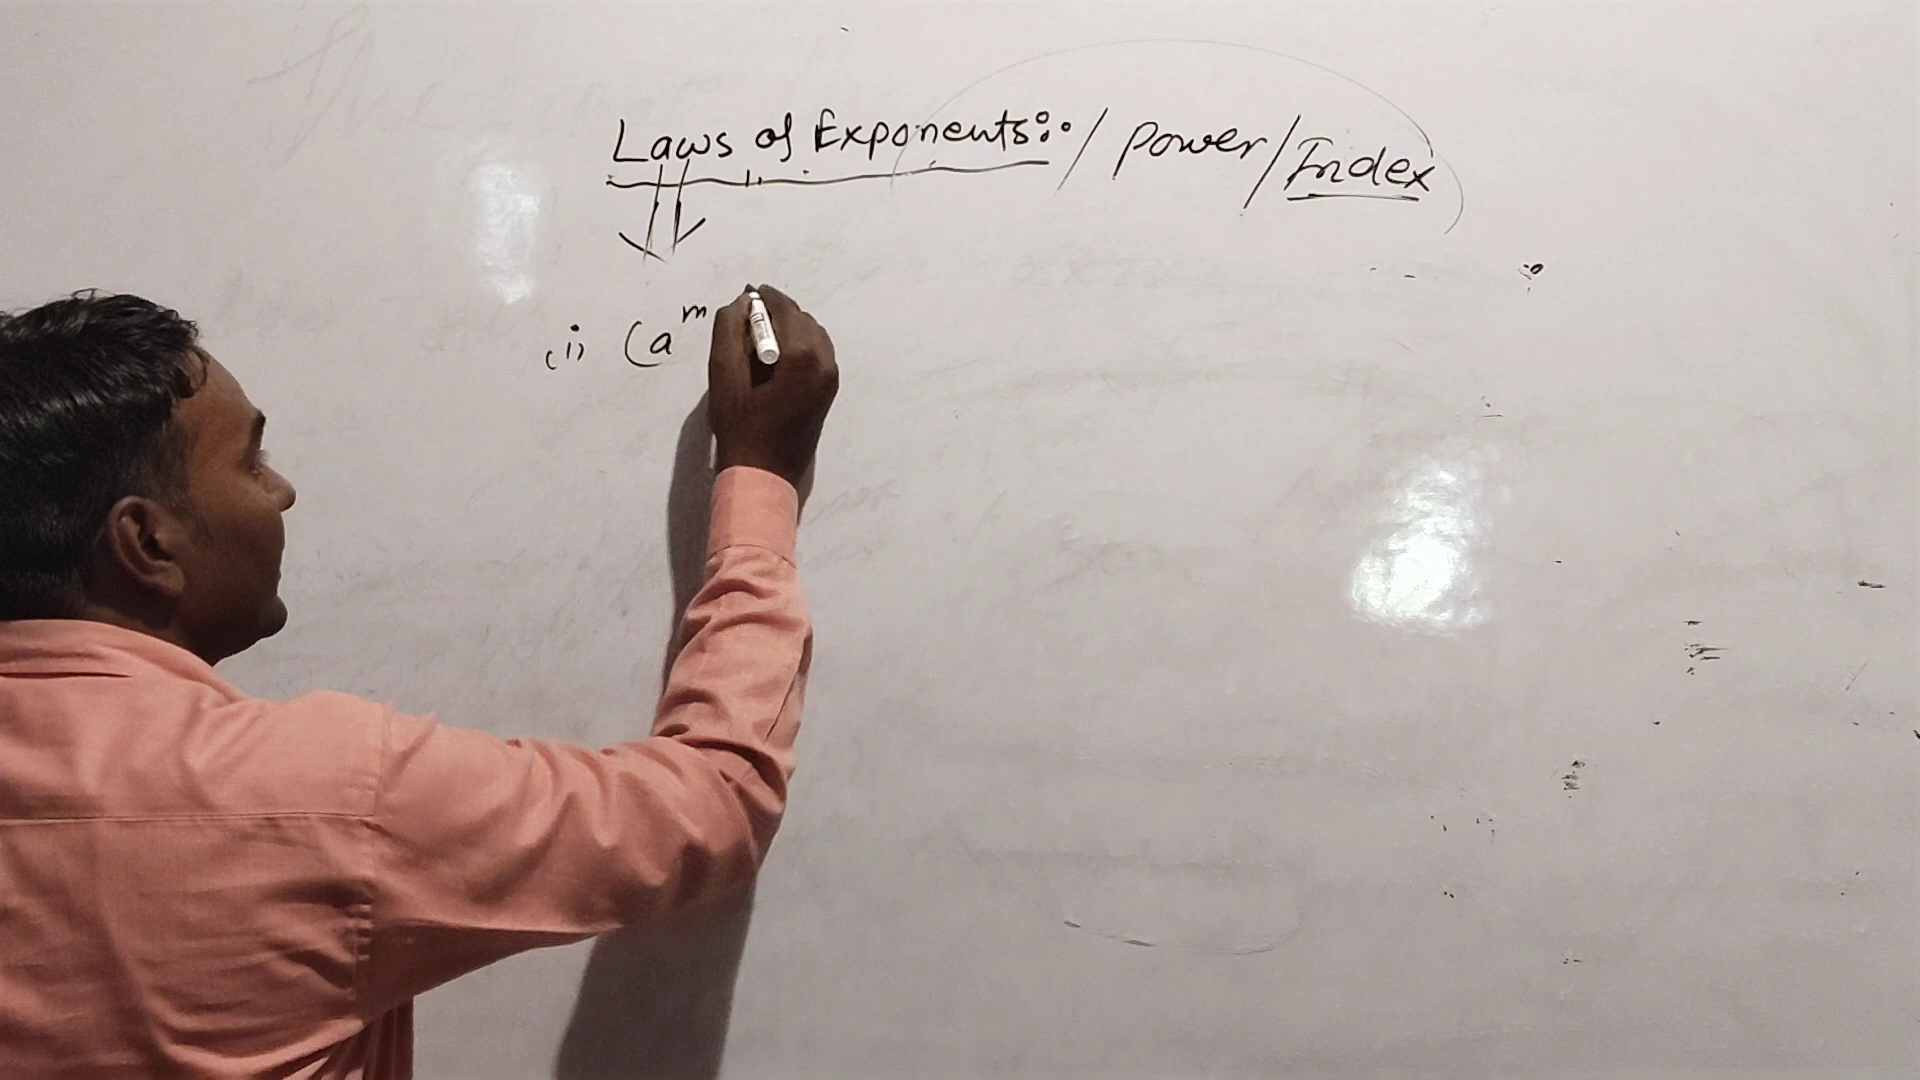 Laws of Exponents:. / Power / Index
(i) (a^m